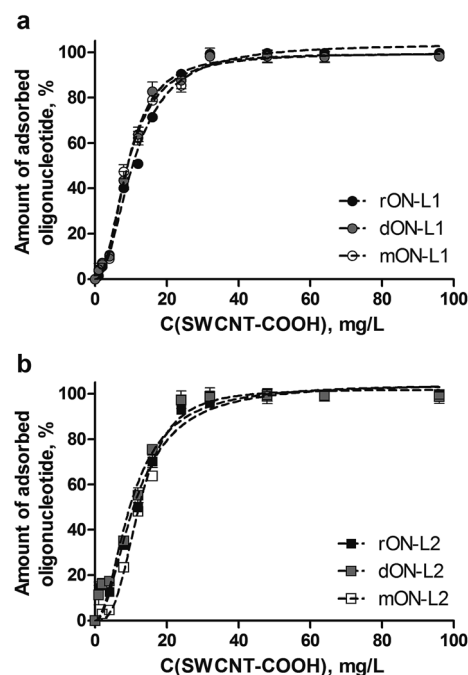 a
Amount of adsorbed
oligonucleotide, %
100
80
60
40
20
0
rON-L1
dON-L1
mON-L1
0 20 40 60 80 100
C(SWCNT-COOH), mg/L
b
Amount of adsorbed
oligonucleotide, %
100
80
60
40
20
0
rON-L2
dON-L2
mON-L2
0 20 40 60 80 100
C(SWCNT-COOH), mg/L